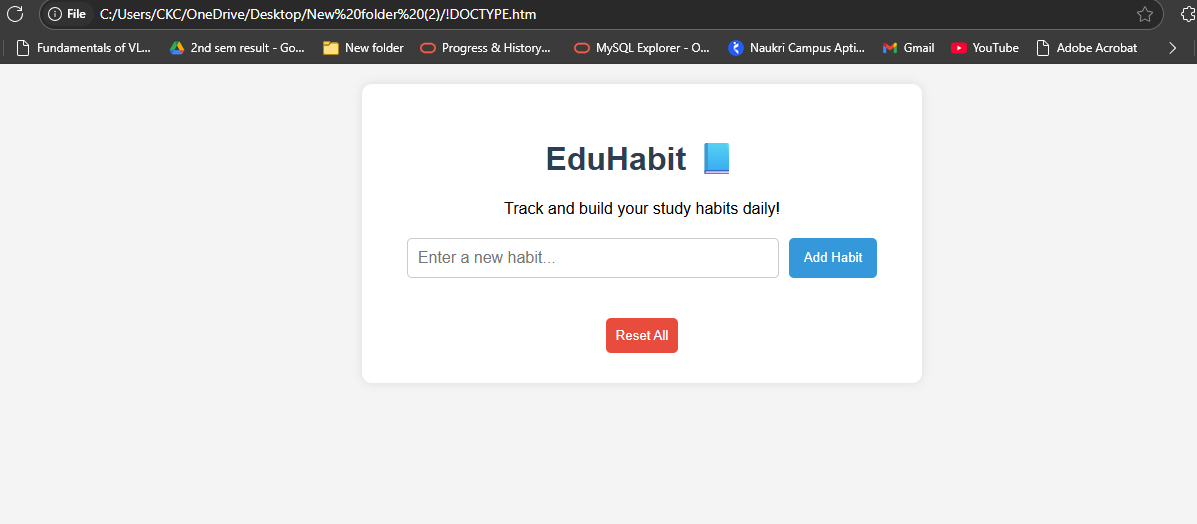 File C:/Users/CKC/OneDrive/Desktop/New%20folder%20(2)/!DOCTYPE.htm
Fundamentals of VL... 2nd sem result - Go... New folder Progress & History... MySQL Explorer - O... Naukri Campus Apti... Gmail YouTube Adobe Acrobat
EduHabit 📘
Track and build your study habits daily!
Enter a new habit... Add Habit
Reset All